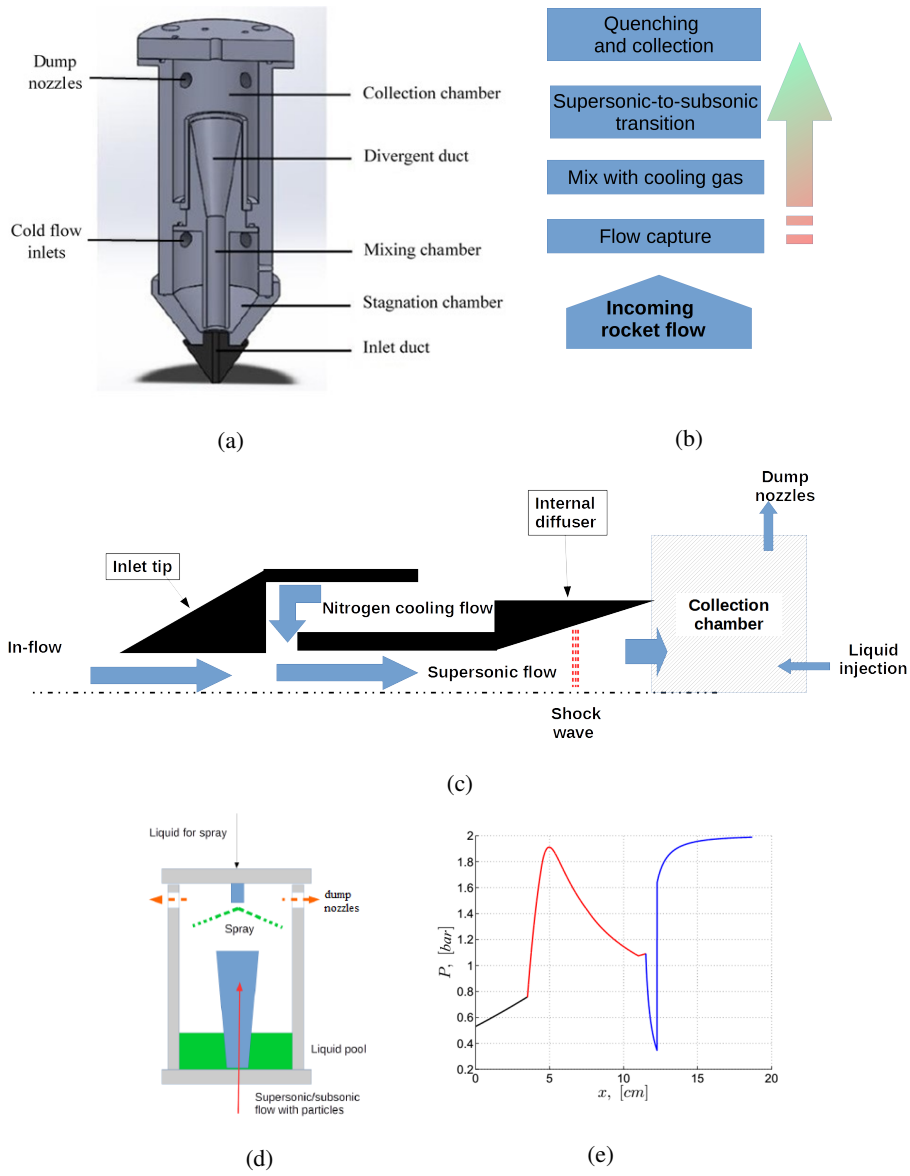 Dump
nozzles
Collection chamber
Divergent duct
Cold flow
inlets
Mixing chamber
Stagnation chamber
Inlet duct
(a)
Quenching
and collection
Supersonic-to-subsonic
transition
Mix with cooling gas
Flow capture
Incoming
rocket flow
(b)
Dump
nozzles
Internal
diffuser
Inlet tip
Nitrogen cooling flow
Collection
chamber
In-flow
Supersonic flow
Liquid
injection
Shock
wave
(c)
Liquid for spray
dump
nozzles
Spray
Liquid pool
Supersonic/subsonic
flow with particles
(d)
2
1.8
1.6
1.4
1.2
1
0.8
0.6
0.4
0.2
P, [bar]
0 5 10 15 20
x, [cm]
(e)